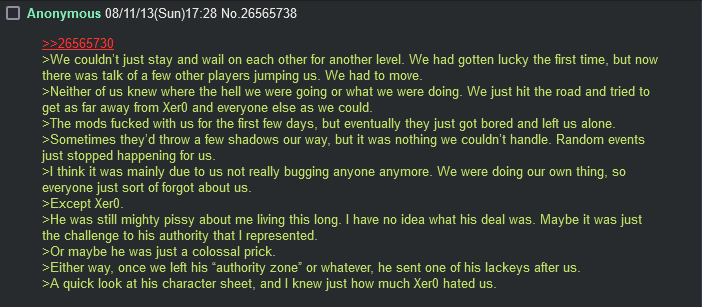 Anonymous 08/11/13(Sun)17:28 No.26565738
>>26565730
>We couldn't just stay and wail on each other for another level. We had gotten lucky the first time, but now
there was talk of a few other players jumping us. We had to move.
>Neither of us knew where the hell we were going or what we were doing. We just hit the road and tried to
get as far away from Xer0 and everyone else as we could.
>The mods fucked with us for the first few days, but eventually they just got bored and left us alone.
>Sometimes they'd throw a few shadows our way, but it was nothing we couldn't handle. Random events
just stopped happening for us.
>I think it was mainly due to us not really bugging anyone anymore. We were doing our own thing, so
everyone just sort of forgot about us.
>Except Xer0.
>He was still mighty pissy about me living this long. I have no idea what his deal was. Maybe it was just
the challenge to his authority that I represented.
>Or maybe he was just a colossal prick.
>Either way, once we left his “authority zone” or whatever, he sent one of his lackeys after us.
>A quick look at his character sheet, and I knew just how much Xer0 hated us.